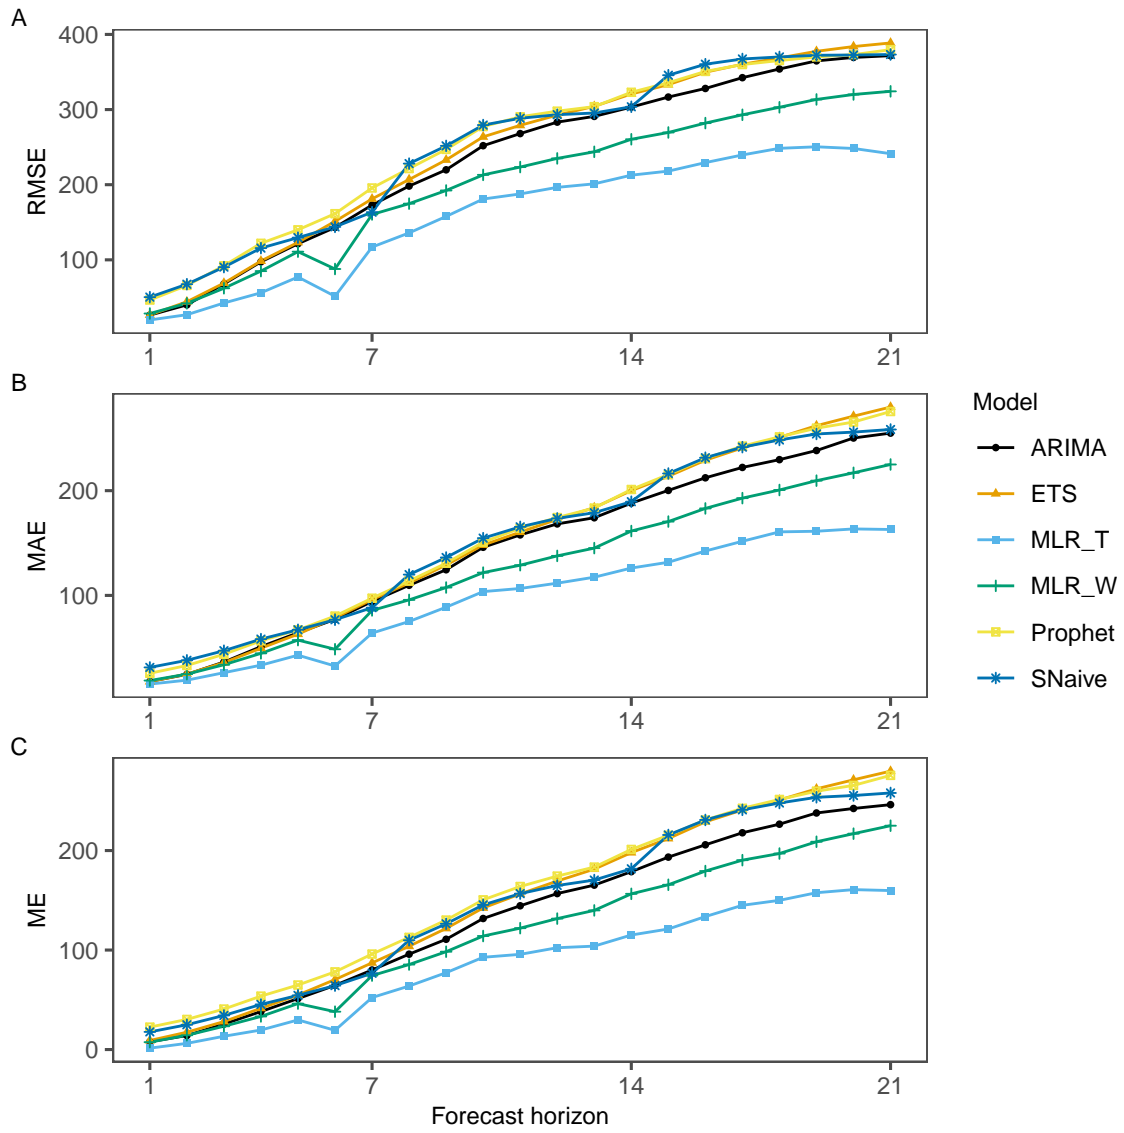 A
RMSE
400
300
200
100
1 7 14 21
B
MAE
200
100
1 7 14 21
C
ME
200
100
0
1 7 14 21
Forecast horizon
Model
ARIMA
ETS
MLR_T
MLR_W
Prophet
SNaive